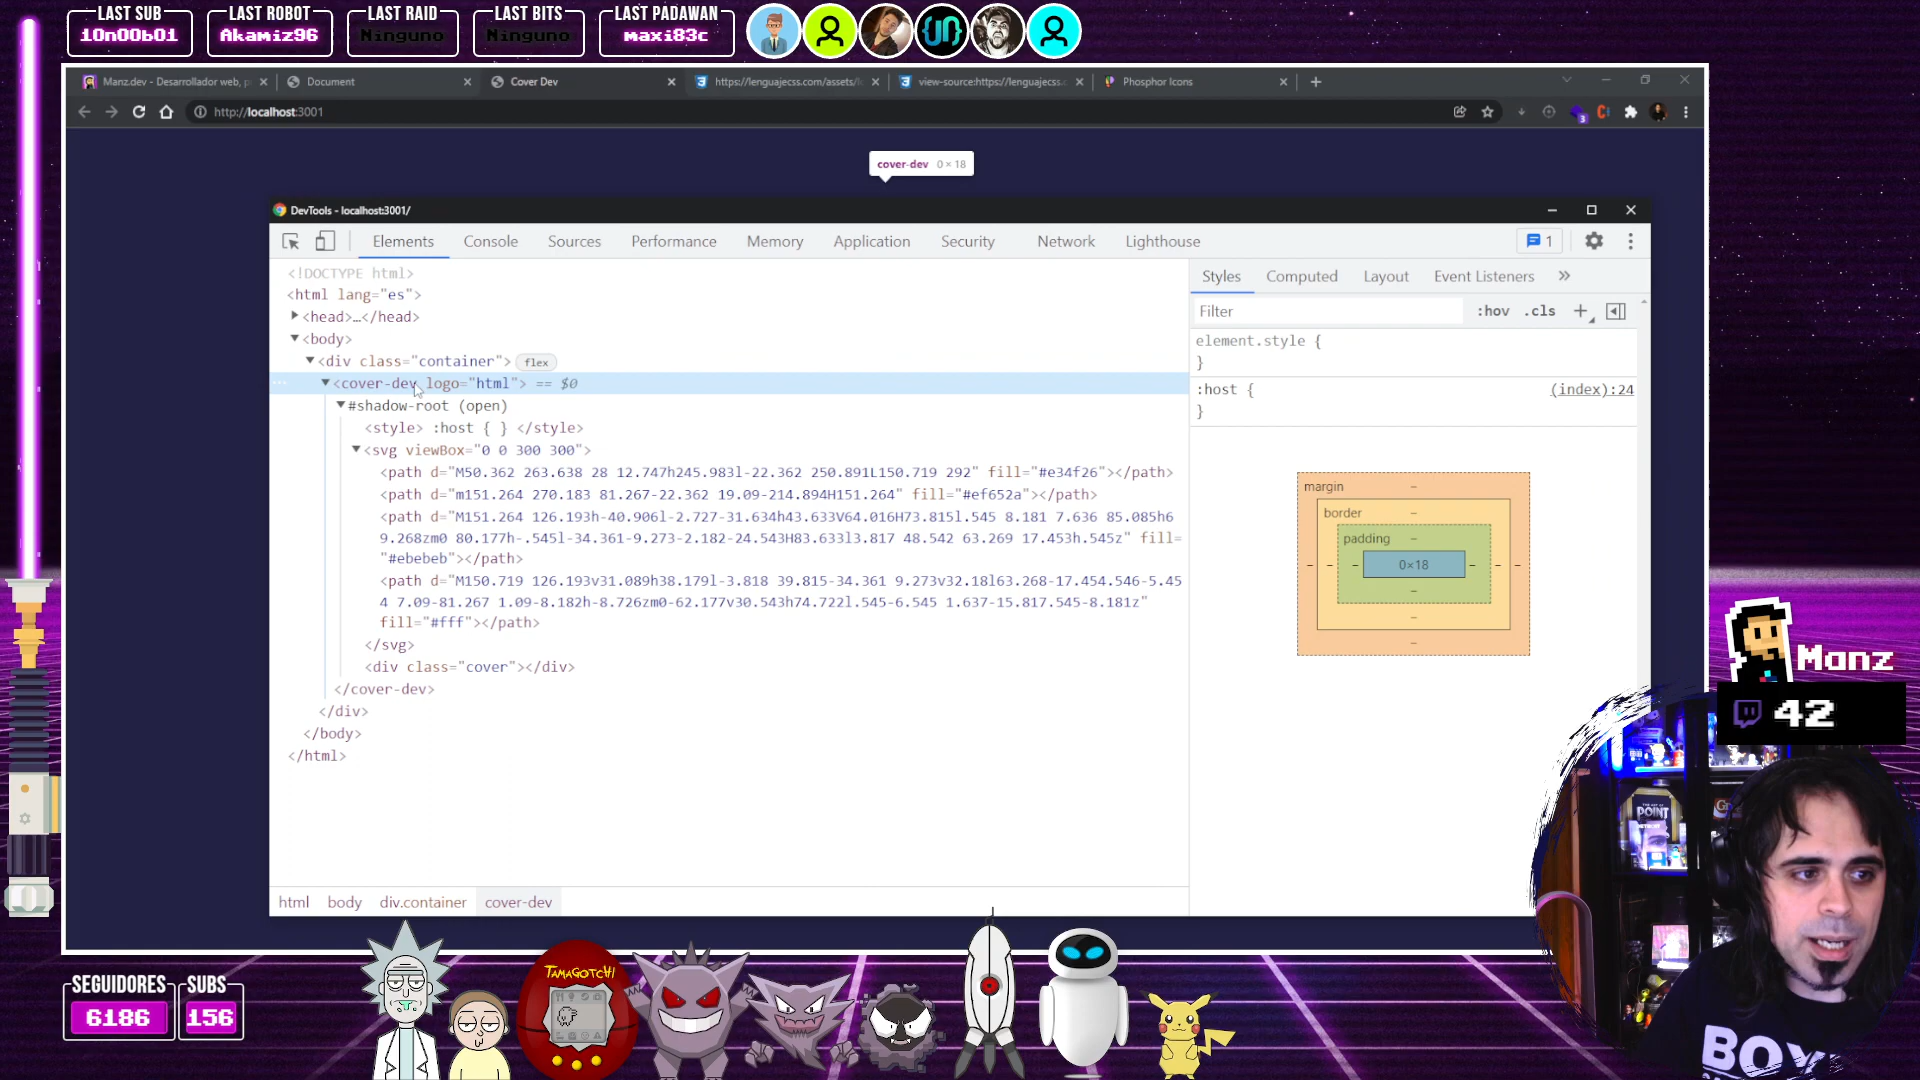 LAST SUB
10n00b01
LAST ROBOT
Akamiz96
LAST RAID
Ninguno
LAST BITS
Ninguno
LAST PADAWAN
maxi83c
Manz.dev - Desarrollador web, p
Document
Cover Dev
https://lenguajecss.com/assets/l
view-source:https://lenguajecss.c
Phosphor Icons
http://localhost:3001
3
cover-dev 0 × 18
DevTools - localhost:3001/
Elements
Console
Sources
Performance
Memory
Application
Security
Network
Lighthouse
1
<!DOCTYPE html>
<html lang="es">
<head>…</head>
<body>
<div class="container"> flex
<cover-dev logo="html"> == $0
#shadow-root (open)
<style> :host { } </style>
<svg viewBox="0 0 300 300">
<path d="M50.362 263.638 28 12.747h245.983l-22.362 250.891L150.719 292" fill="#e34f26"></path>
<path d="m151.264 270.183 81.267-22.362 19.09-214.894H151.264" fill="#ef652a"></path>
<path d="M151.264 126.193h-40.906l-2.727-31.634h43.633V64.016H73.815l.545 8.181 7.636 85.085h6
9.268zm0 80.177h-.545l-34.361-9.273-2.182-24.543H83.633l3.817 48.542 63.269 17.453h.545z" fill=
"#ebebeb"></path>
<path d="M150.719 126.193v31.089h38.179l-3.818 39.815-34.361 9.273v32.18l63.268-17.454.546-5.45
4 7.09-81.267 1.09-8.182h-8.726zm0-62.177v30.543h74.722l.545-6.545 1.637-15.817.545-8.181z"
fill="#fff"></path>
</svg>
<div class="cover"></div>
</cover-dev>
</div>
</body>
</html>
html
body
div.container
cover-dev
Styles
Computed
Layout
Event Listeners
Filter
:hov
.cls
element.style {
}
:host {
(index):24
}
margin
–
border
–
padding
–
0×18
Manz
42
SEGUIDORES
6186
SUBS
156
TAMAGOTCHI
POINT
BOY